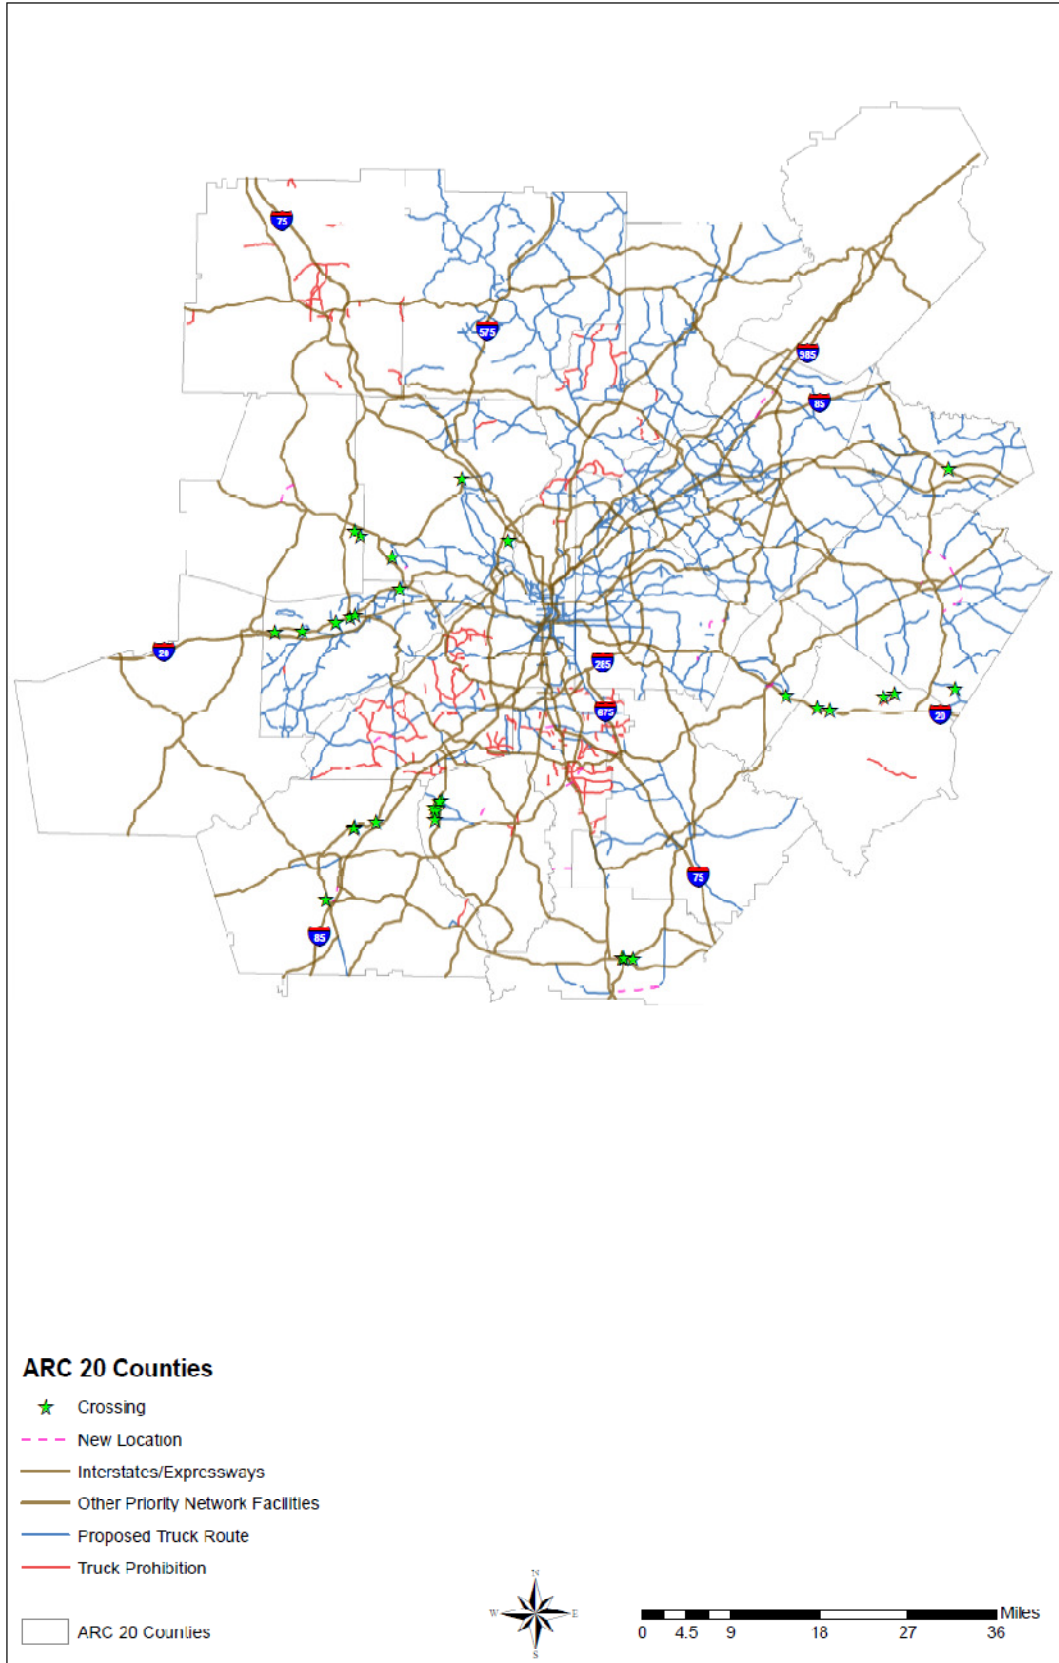 75
575
985
85
20
285
675
20
75
85
ARC 20 Counties
Crossing
New Location
Interstates/Expressways
Other Priority Network Facilities
Proposed Truck Route
Truck Prohibition
ARC 20 Counties
N
W E
S
Miles
0 4.5 9 18 27 36